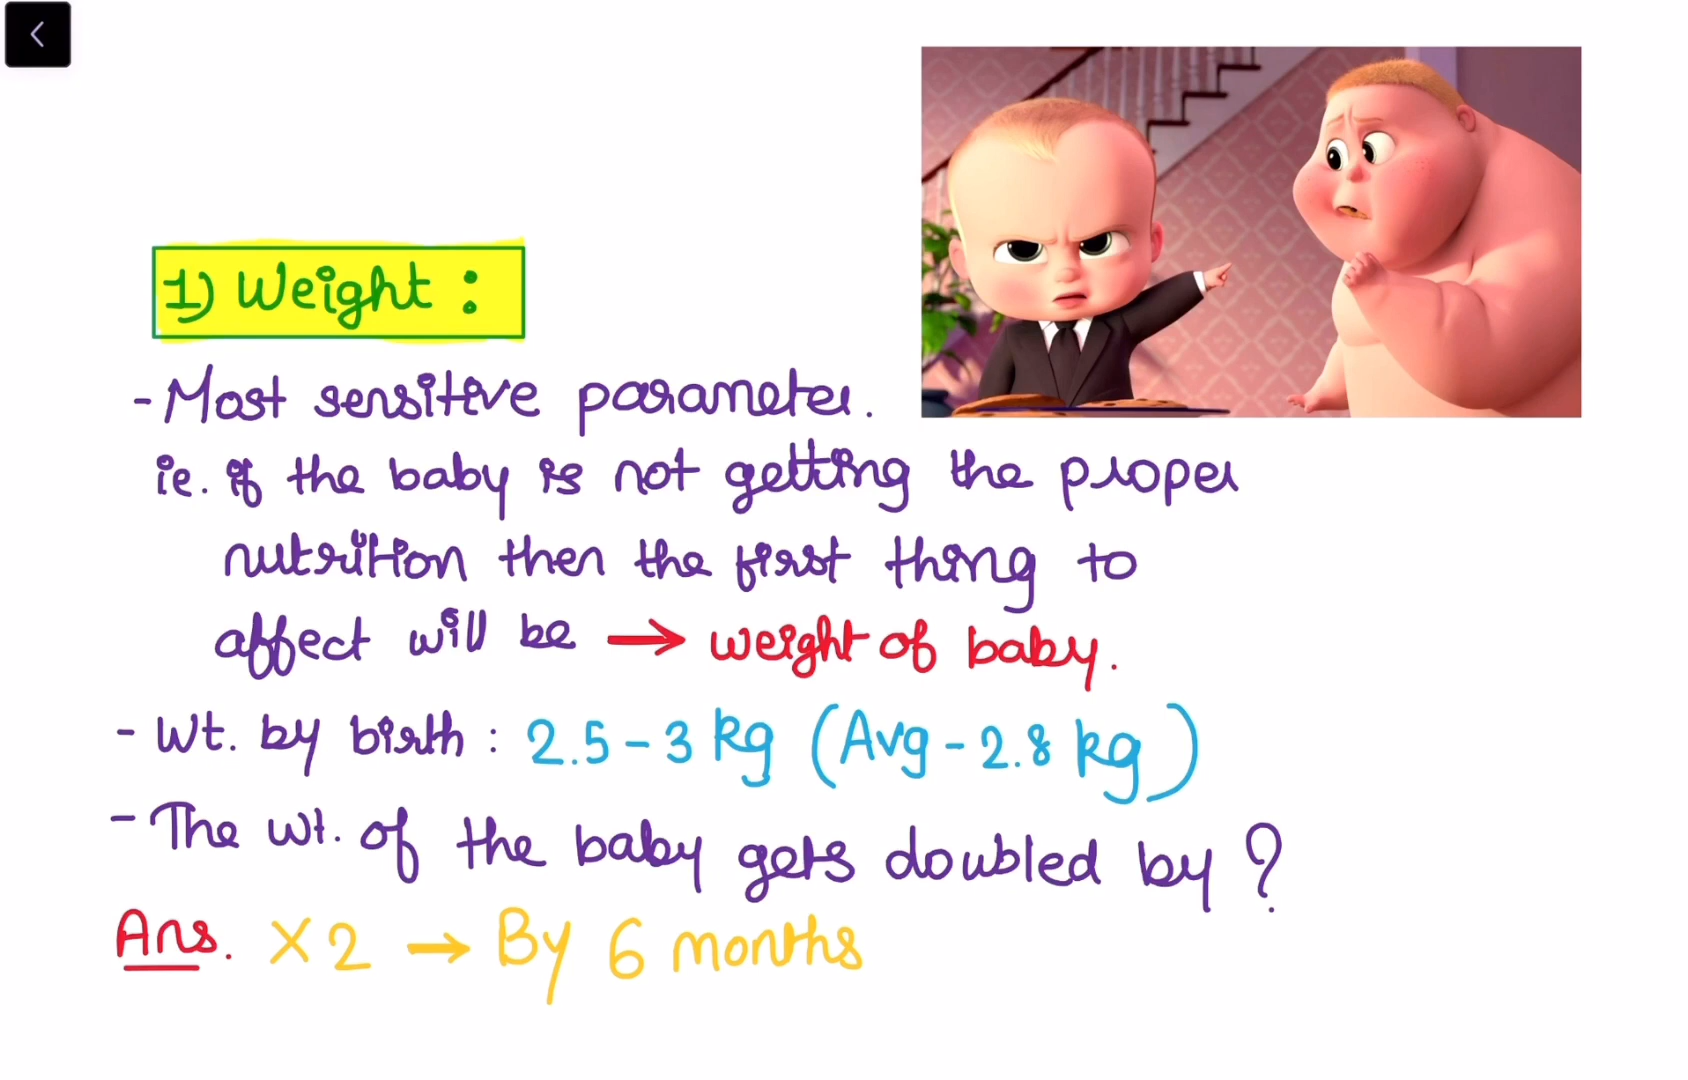 1) Weight :
- Most sensitive parameter.
ie. if the baby is not getting the proper
nutrition then the first thing to
affect will be → weight of baby.
- Wt. by birth : 2.5 - 3 kg (Avg - 2.8 kg)
- The wt. of the baby gets doubled by ?
Ans. X 2 → By 6 months